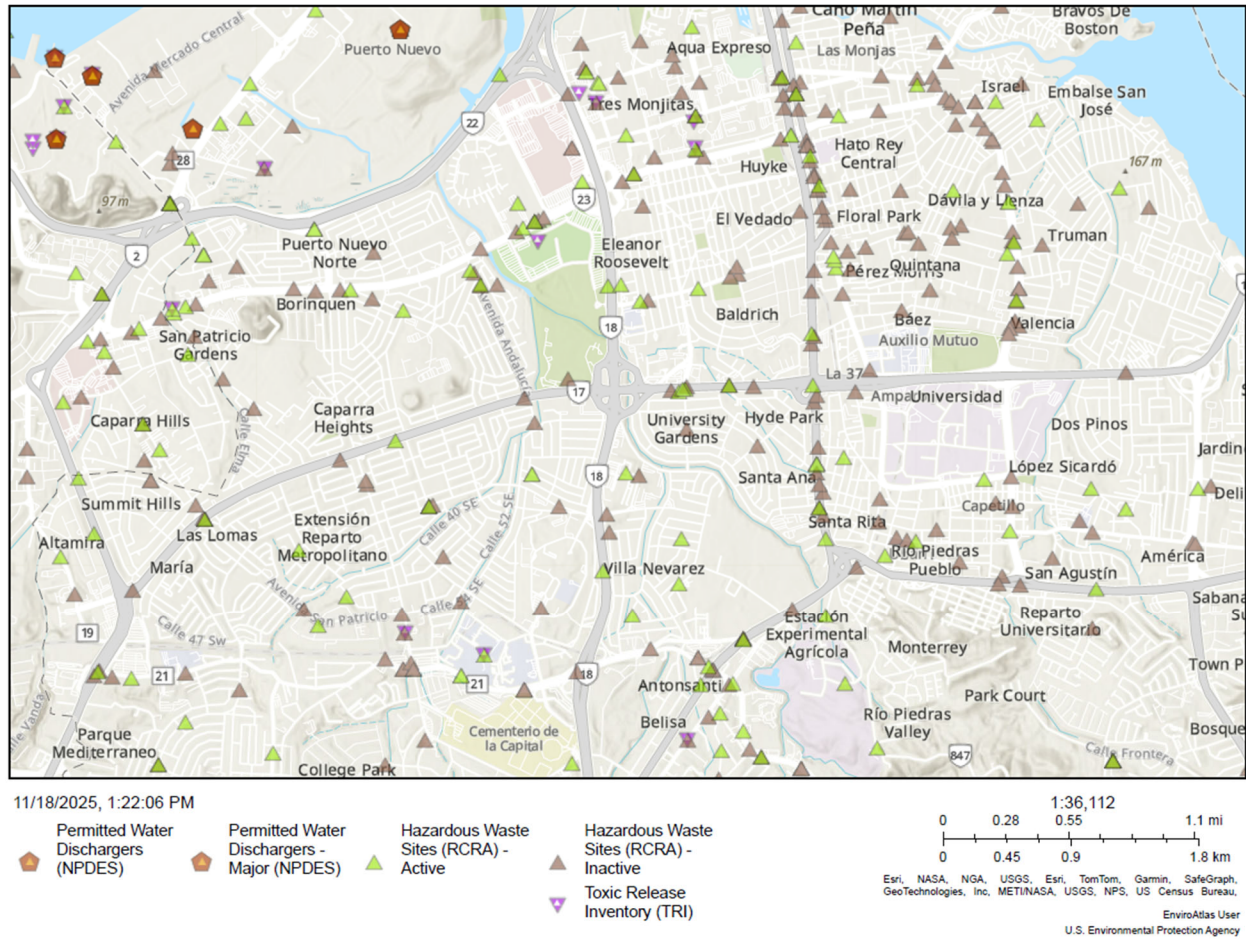 Caño Martín
Peña
Bravos De
Boston
Puerto Nuevo
Aqua Expreso
Las Monjas
Avenida Mercado Central
Israel
Embalse San
José
Tres Monjitas
22
28
Hato Rey
Central
Huyke
167 m
97 m
23
Dávila y Llenza
El Vedado
Floral Park
Truman
2
Puerto Nuevo
Norte
Eleanor
Roosevelt
Quintana
Pérez Morris
Borinquen
Baldrich
Báez
Valencia
18
San Patricio
Gardens
Auxilio Mutuo
Avenida Andalucía
La 37
17
Universidad
Caparra Hills
Caparra
Heights
University
Gardens
Hyde Park
Dos Pinos
Calle Elma
Jardin
López Sicardó
18
Santa Ana
Summit Hills
Capetillo
Calle 40 SE
Calle 52 SE
Santa Rita
Altamira
Las Lomas
Extensión
Reparto
Metropolitano
María
Río Piedras
Pueblo
América
Villa Nevarez
San Agustín
San Patricio
Sabana
19
Calle 47 Sw
Estación
Experimental
Agrícola
Reparto
Universitario
Monterrey
Town P
21
21
18
Antonsanti
Park Court
Belisa
Río Piedras
Valley
Bosque
Parque
Mediterraneo
Cementerio de
la Capital
847
Calle Frontera
College Park
11/18/2025, 1:22:06 PM
Permitted Water
Dischargers
(NPDES)
Permitted Water
Dischargers -
Major (NPDES)
Hazardous Waste
Sites (RCRA) -
Active
Hazardous Waste
Sites (RCRA) -
Inactive
Toxic Release
Inventory (TRI)
1:36,112
0 0.28 0.55 1.1 mi
0 0.45 0.9 1.8 km
Esri, NASA, NGA, USGS, Esri, TomTom, Garmin, SafeGraph,
GeoTechnologies, Inc, METI/NASA, USGS, NPS, US Census Bureau,
EnviroAtlas User
U.S. Environmental Protection Agency